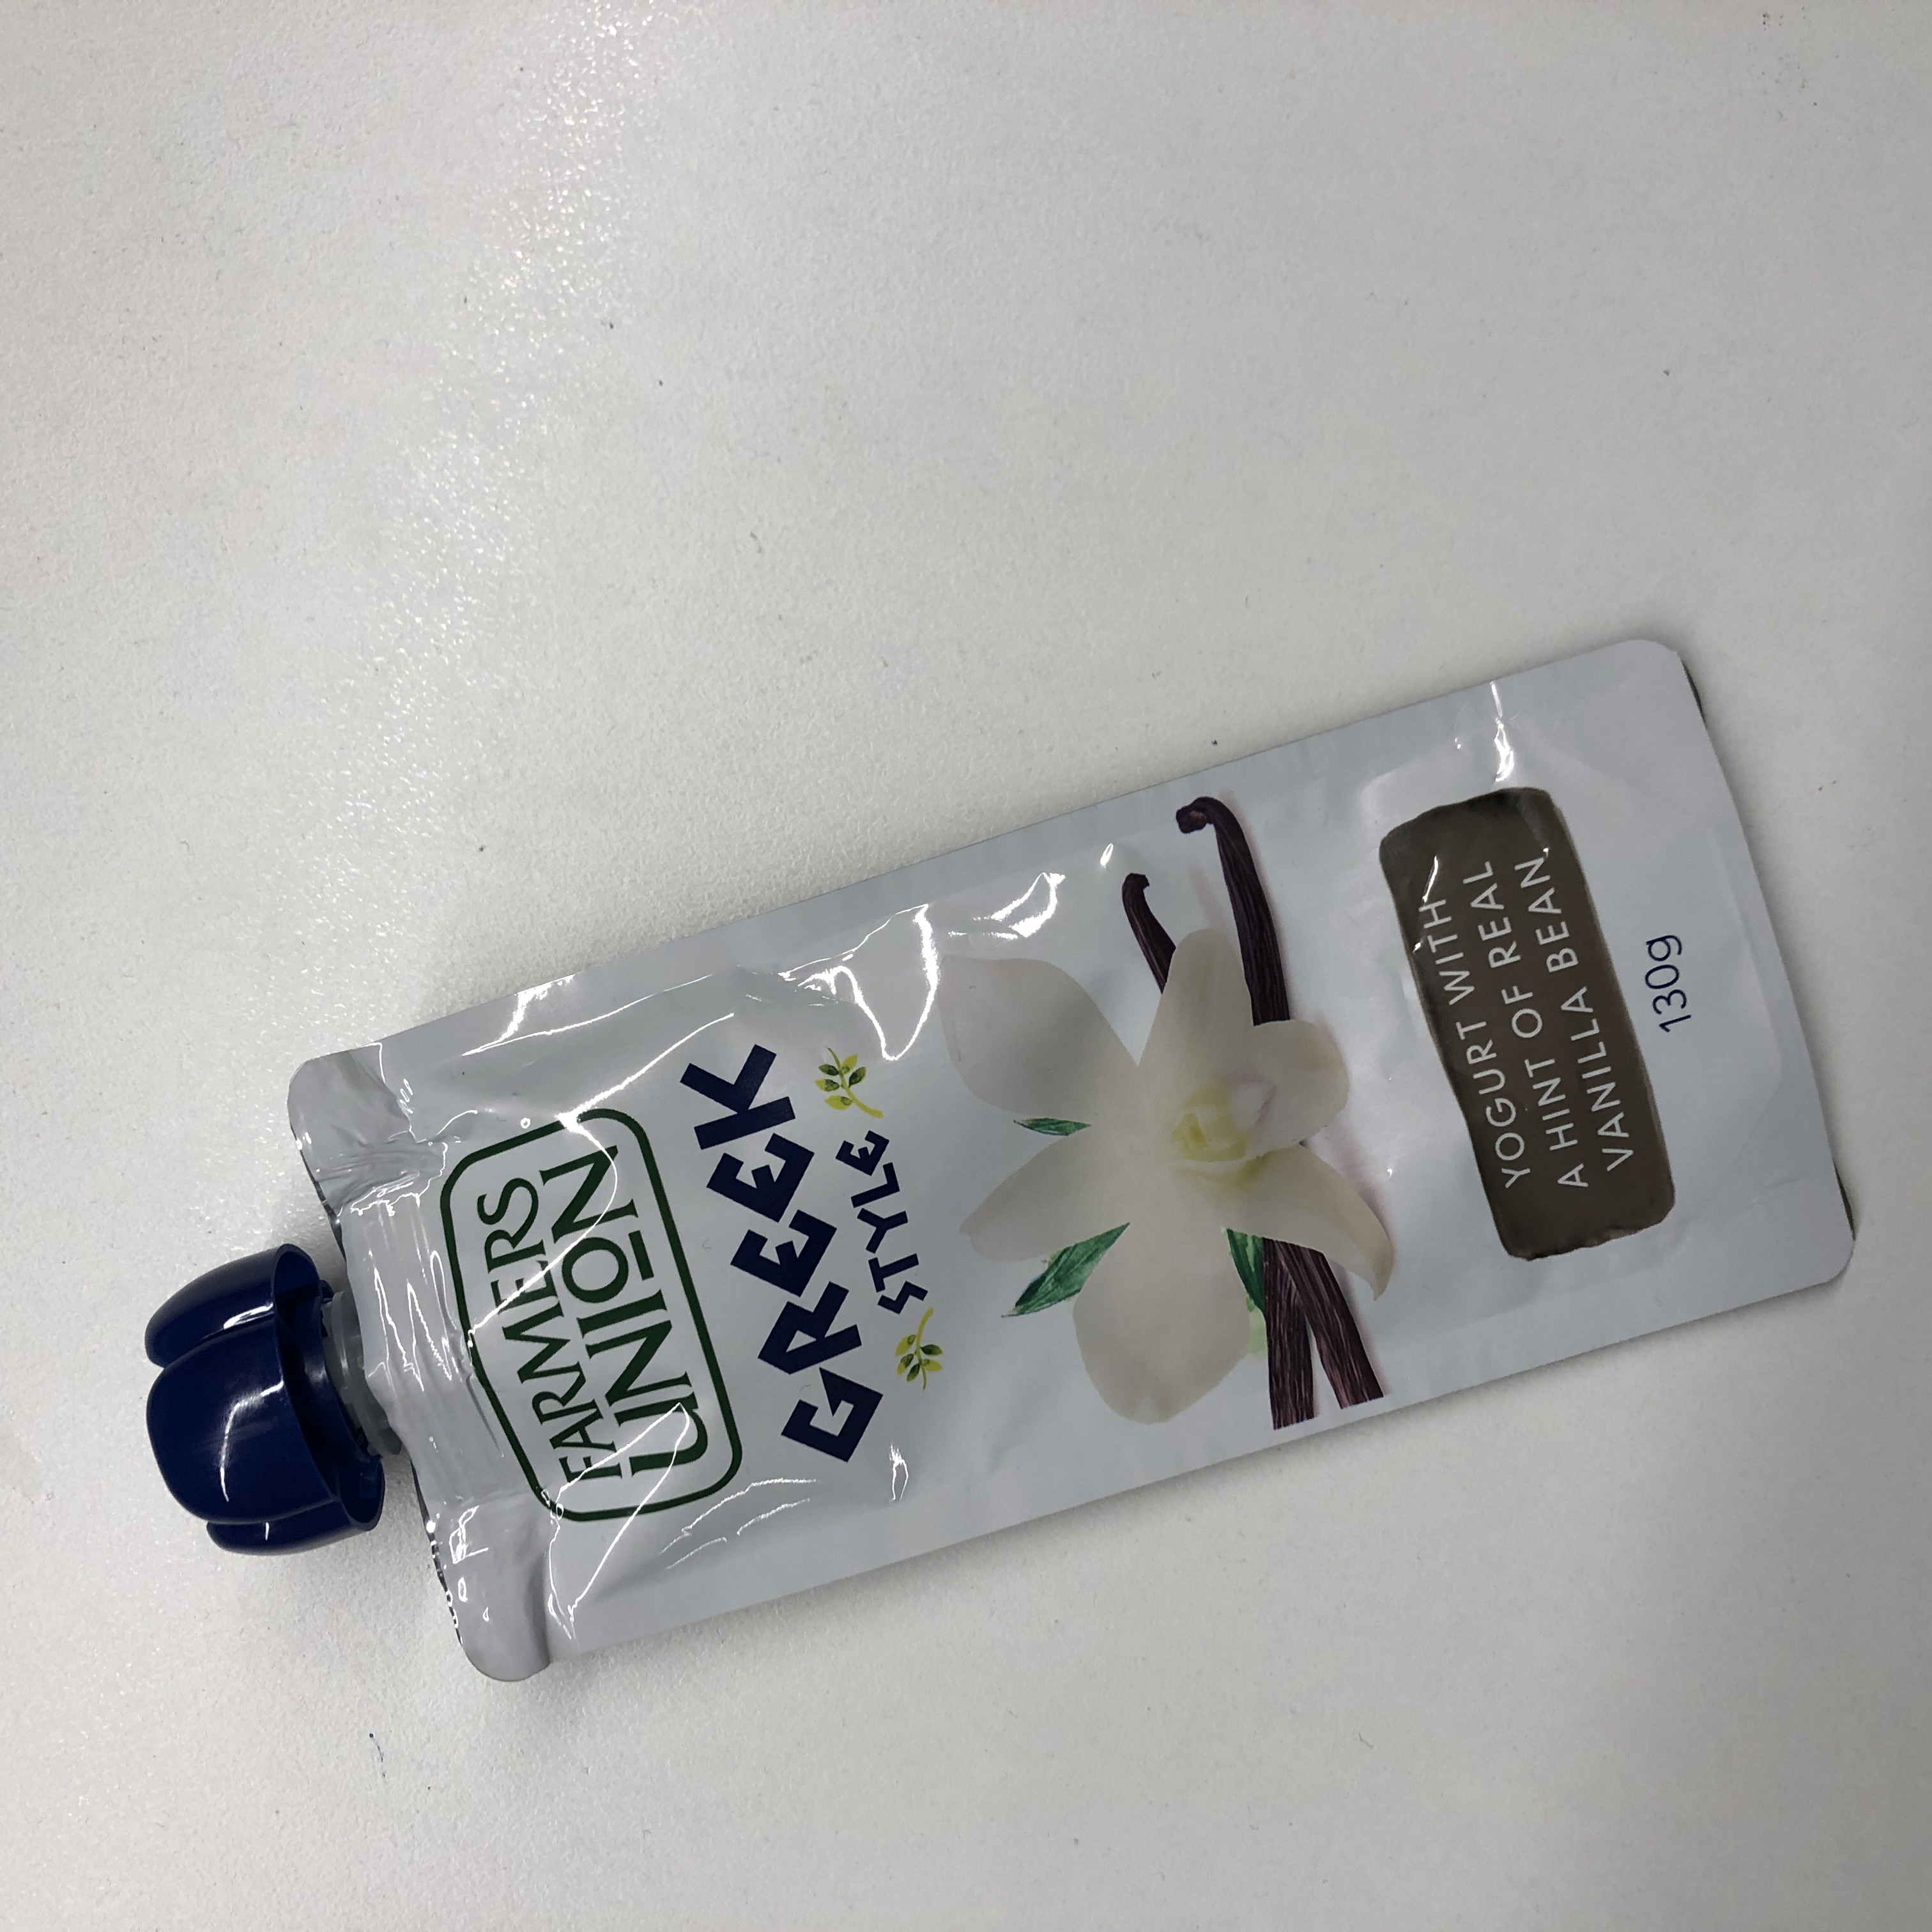 FARMERS
UNION
GREEK
STYLE
YOGURT WITH
A HINT OF REAL
VANILLA BEAN
130g